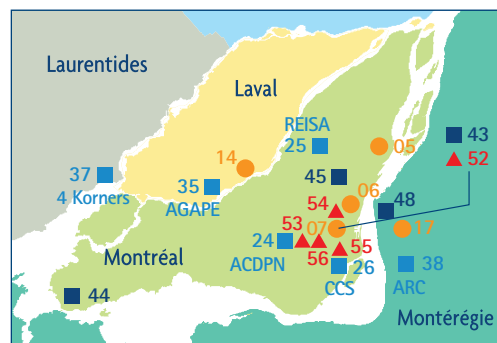 Laurentides
Laval
REISA
43
52
14
25
05
37
4 Korners
35
45
AGAPE
54
06
48
53
07
17
24
Montréal
ACDPN
56
55
CCS
26
38
ARC
44
Montérégie